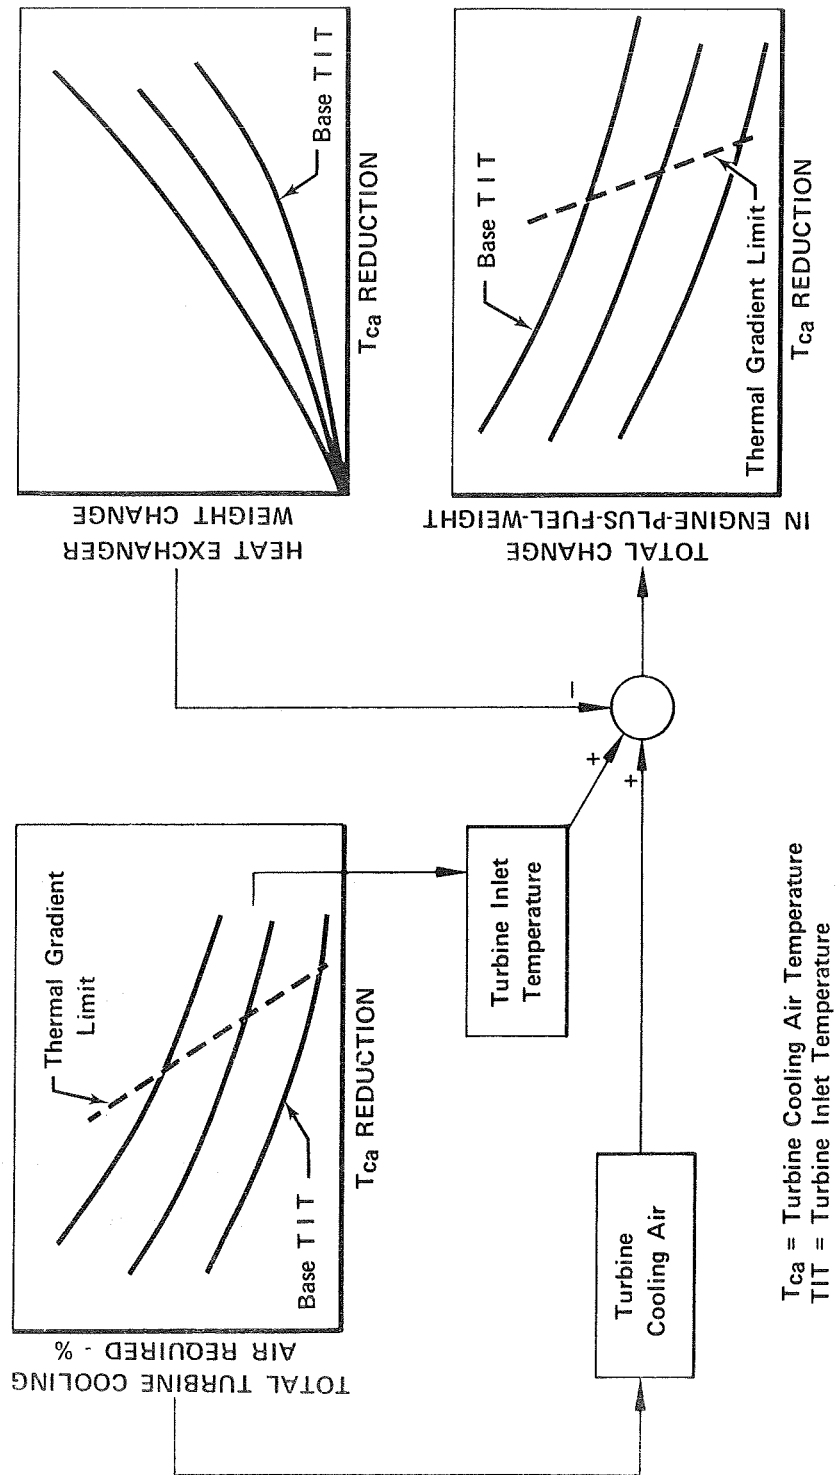 TOTAL TURBINE COOLING
AIR REQUIRED - %
Thermal Gradient
Limit
Base T I T
Tca REDUCTION
HEAT EXCHANGER
WEIGHT CHANGE
Base T I T
Tca REDUCTION
Turbine Inlet
Temperature
Turbine
Cooling Air
+
+
−
TOTAL CHANGE
IN ENGINE-PLUS-FUEL-WEIGHT
Base T I T
Thermal Gradient Limit
Tca REDUCTION
Tca = Turbine Cooling Air Temperature
TIT = Turbine Inlet Temperature